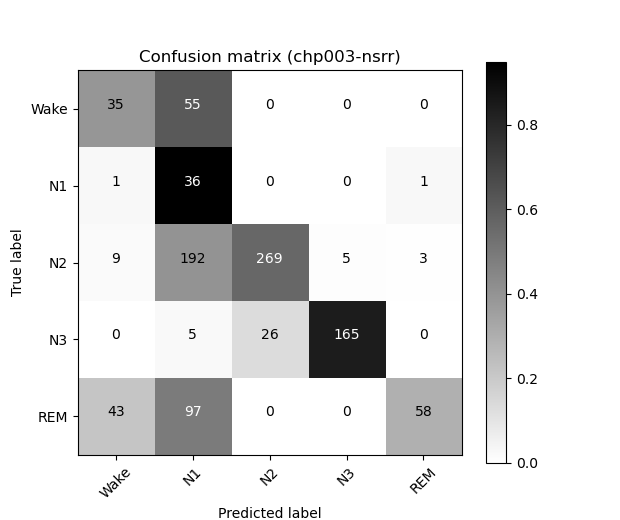 Confusion matrix (chp003-nsrr)
True label
Wake 35 55 0 0 0
N1 1 36 0 0 1
N2 9 192 269 5 3
N3 0 5 26 165 0
REM 43 97 0 0 58
Wake N1 N2 N3 REM
Predicted label
0.8
0.6
0.4
0.2
0.0